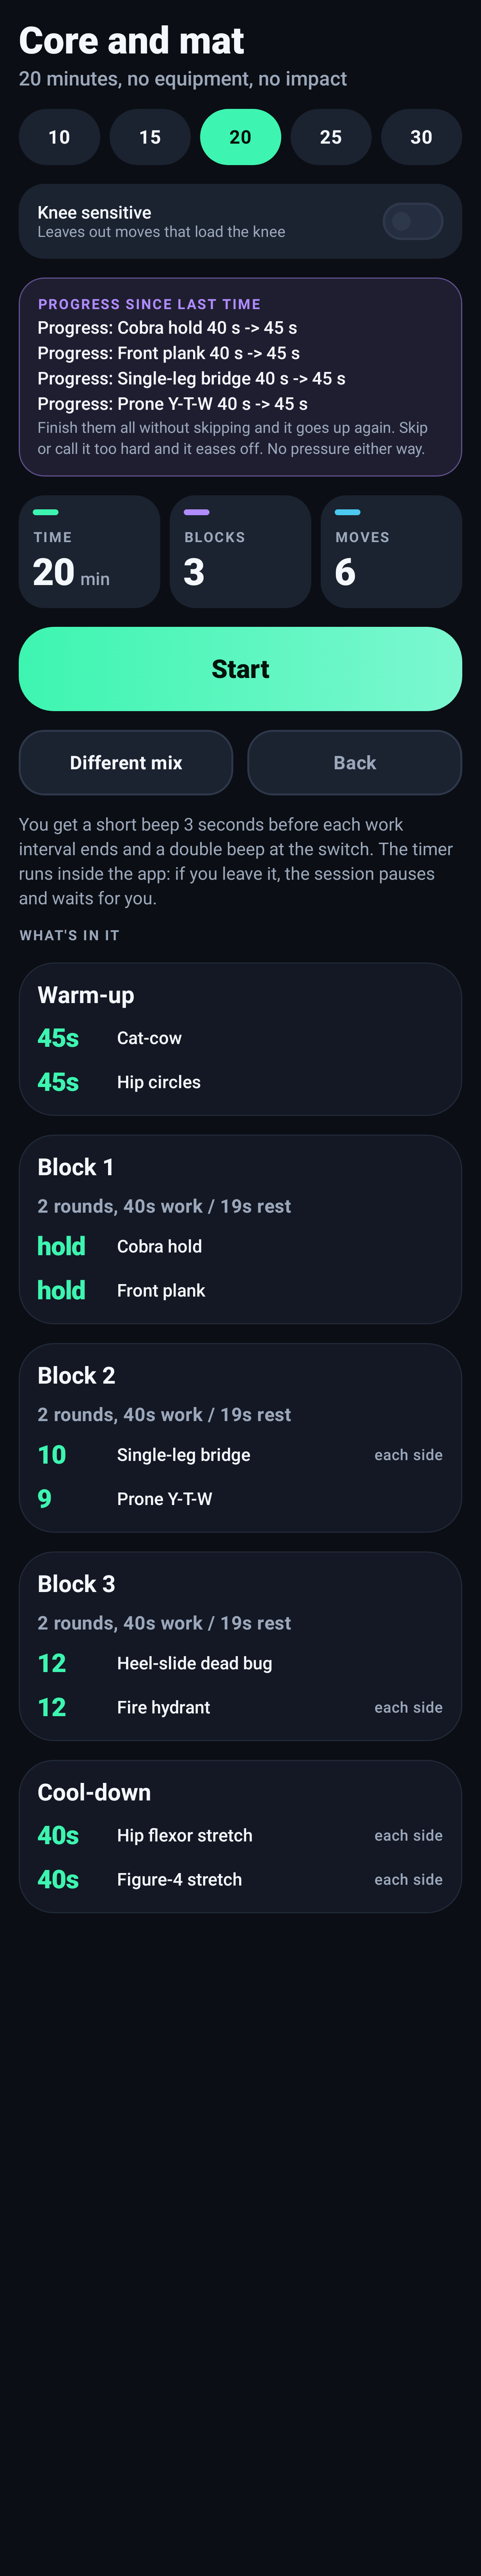 Core and mat
20 minutes, no equipment, no impact
10 15 20 25 30
Knee sensitive
Leaves out moves that load the knee
PROGRESS SINCE LAST TIME
Progress: Cobra hold 40 s -> 45 s
Progress: Front plank 40 s -> 45 s
Progress: Single-leg bridge 40 s -> 45 s
Progress: Prone Y-T-W 40 s -> 45 s
Finish them all without skipping and it goes up again. Skip
or call it too hard and it eases off. No pressure either way.
TIME BLOCKS MOVES
20 min 3 6
Start
Different mix Back
You get a short beep 3 seconds before each work
interval ends and a double beep at the switch. The timer
runs inside the app: if you leave it, the session pauses
and waits for you.
WHAT'S IN IT
Warm-up
45s Cat-cow
45s Hip circles
Block 1
2 rounds, 40s work / 19s rest
hold Cobra hold
hold Front plank
Block 2
2 rounds, 40s work / 19s rest
10 Single-leg bridge each side
9 Prone Y-T-W
Block 3
2 rounds, 40s work / 19s rest
12 Heel-slide dead bug
12 Fire hydrant each side
Cool-down
40s Hip flexor stretch each side
40s Figure-4 stretch each side